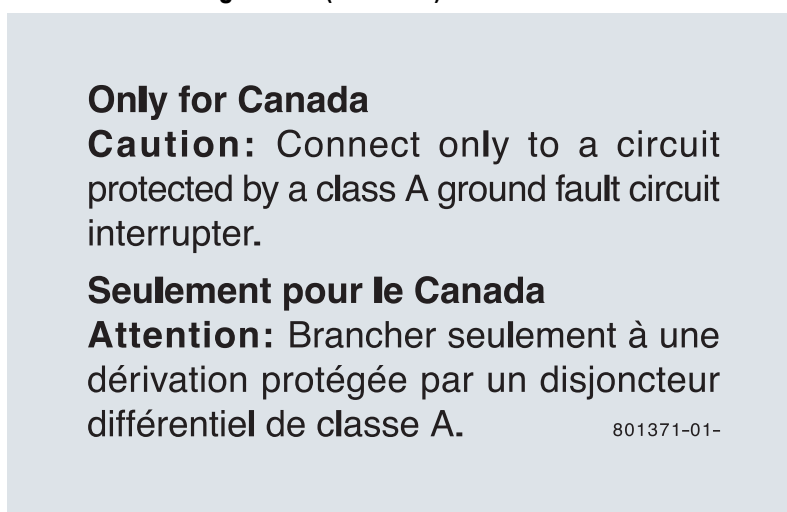 Only for Canada
Caution: Connect only to a circuit
protected by a class A ground fault circuit
interrupter.
Seulement pour le Canada
Attention: Brancher seulement à une
dérivation protégée par un disjoncteur
différentiel de classe A.
801371-01-